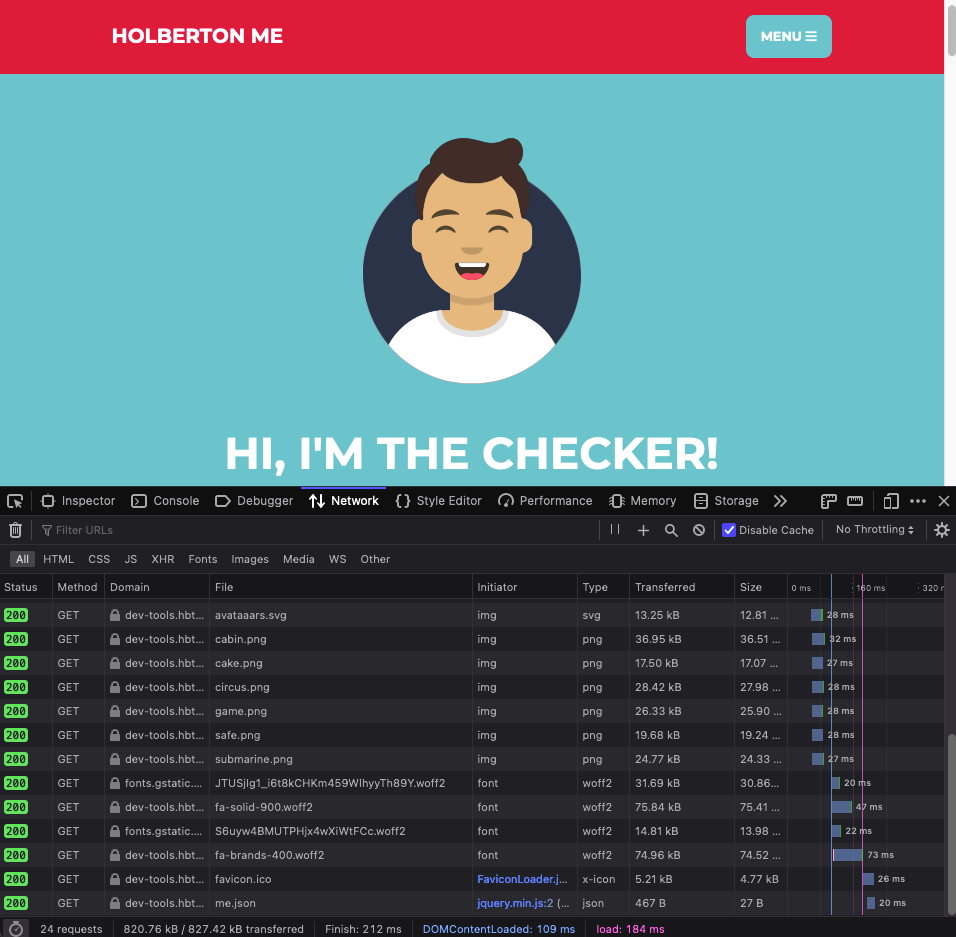 HOLBERTON ME
MENU
HI, I'M THE CHECKER!
Inspector Console Debugger Network Style Editor Performance Memory Storage
Filter URLs Disable Cache No Throttling
All HTML CSS JS XHR Fonts Images Media WS Other
Status Method Domain File Initiator Type Transferred Size 0 ms 160 ms 320 m
200 GET dev-tools.hbt... avataaars.svg img svg 13.25 kB 12.81 ... 28 ms
200 GET dev-tools.hbt... cabin.png img png 36.95 kB 36.51 ... 32 ms
200 GET dev-tools.hbt... cake.png img png 17.50 kB 17.07 ... 27 ms
200 GET dev-tools.hbt... circus.png img png 28.42 kB 27.98 ... 28 ms
200 GET dev-tools.hbt... game.png img png 26.33 kB 25.90 ... 28 ms
200 GET dev-tools.hbt... safe.png img png 19.68 kB 19.24 ... 28 ms
200 GET dev-tools.hbt... submarine.png img png 24.77 kB 24.33 ... 27 ms
200 GET fonts.gstatic.... JTUSjIg1_i6t8kCHKm459WlhyyTh89Y.woff2 font woff2 31.69 kB 30.86... 20 ms
200 GET dev-tools.hbt... fa-solid-900.woff2 font woff2 75.84 kB 75.41 ... 47 ms
200 GET fonts.gstatic.... S6uyw4BMUTPHjx4wXiWtFCc.woff2 font woff2 14.81 kB 13.98 ... 22 ms
200 GET dev-tools.hbt... fa-brands-400.woff2 font woff2 74.96 kB 74.52 ... 73 ms
200 GET dev-tools.hbt... favicon.ico FaviconLoader.j... x-icon 5.21 kB 4.77 kB 26 ms
200 GET dev-tools.hbt... me.json jquery.min.js:2 (... json 467 B 27 B 20 ms
24 requests 820.76 kB / 827.42 kB transferred Finish: 212 ms DOMContentLoaded: 109 ms load: 184 ms